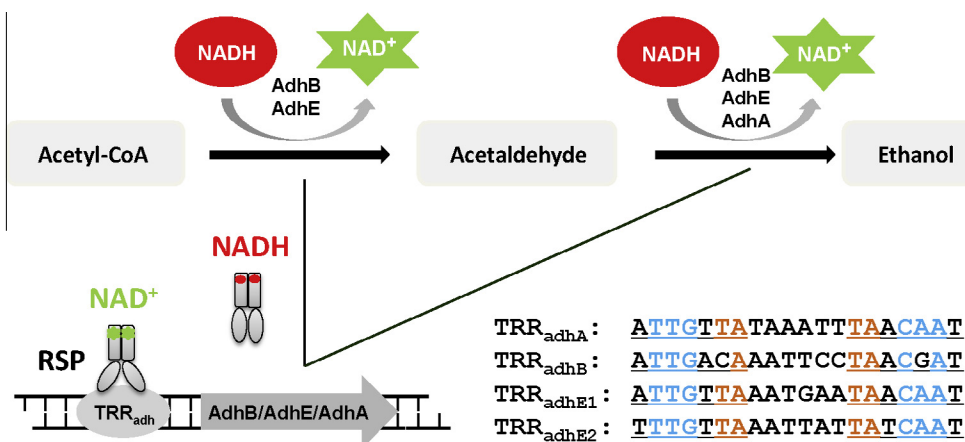 NADH NAD+ NADH NAD+
AdhB AdhB
AdhE AdhE
AdhA
Acetyl-CoA Acetaldehyde Ethanol
NADH
NAD+
RSP
TRRadh AdhB/AdhE/AdhA
TRRadhA: ATTGTTATAAATTTAACAAT
TRRadhB: ATTGACAAATTCCTAACGAT
TRRadhE1: ATTGTTAAATGAATAACAAT
TRRadhE2: TTTGTTAAATTATTATCAAT